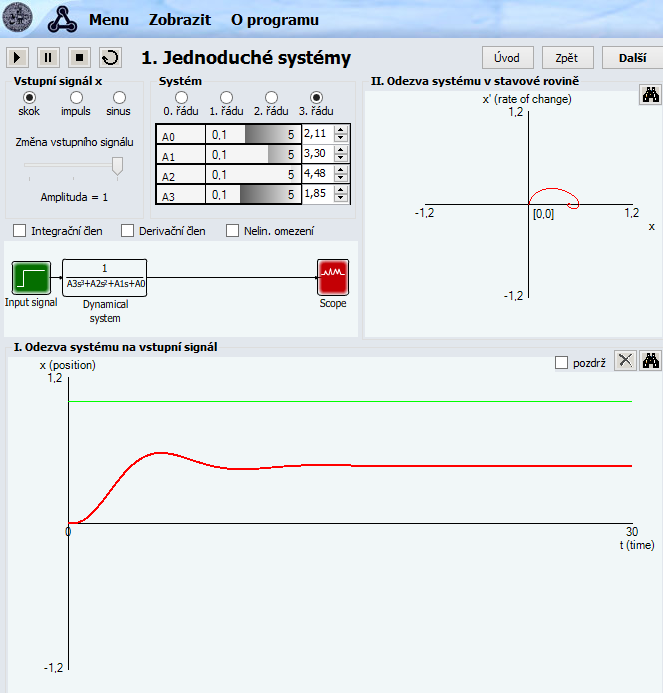 Menu Zobrazit O programu
1. Jednoduché systémy
Úvod Zpět Další
Vstupní signál x
skok impuls sinus
Změna vstupního signálu
Amplituda = 1
Systém
0. řádu 1. řádu 2. řádu 3. řádu
A0 0,1 5 2,11
A1 0,1 5 3,30
A2 0,1 5 4,48
A3 0,1 5 1,85
Integrační člen Derivační člen Nelin. omezení
1
A3s³+A2s²+A1s+A0
Input signal
Dynamical
system
Scope
II. Odezva systému v stavové rovině
x' (rate of change)
1,2
-1,2 [0,0] 1,2
x
-1,2
I. Odezva systému na vstupní signál
x (position)
pozdrž
1,2
0 30
t (time)
-1,2